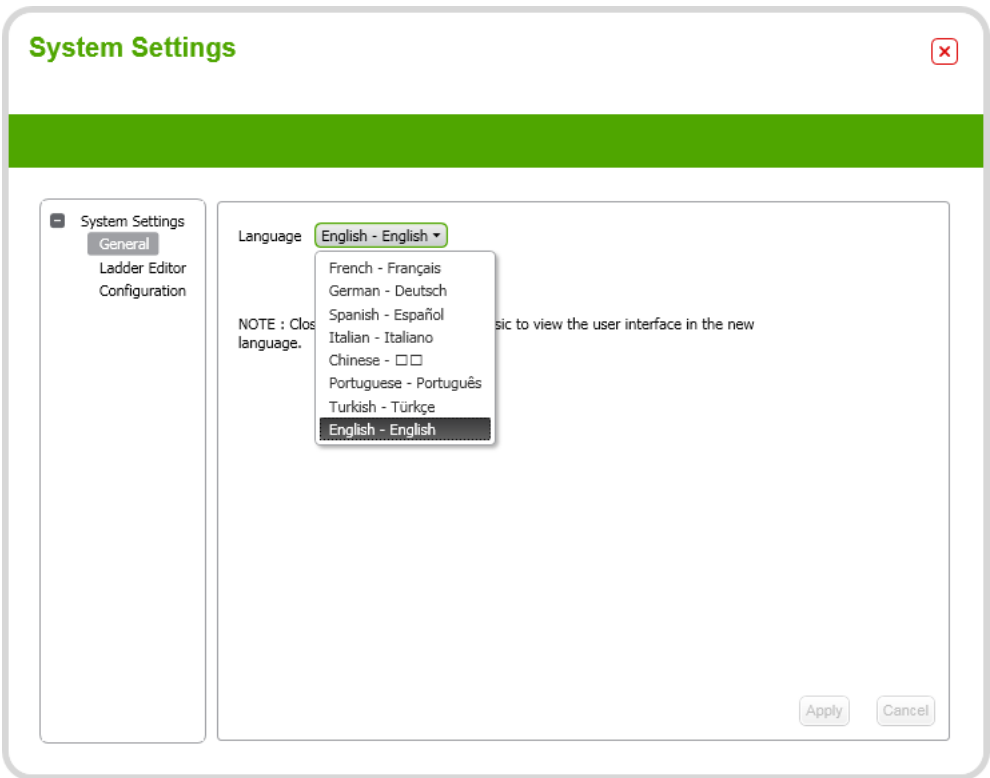 System Settings
System Settings
General
Ladder Editor
Configuration
Language English - English
French - Français
German - Deutsch
Spanish - Español
Italian - Italiano
Chinese - □□
Portuguese - Português
Turkish - Türkçe
English - English
NOTE : Clos sic to view the user interface in the new
language.
Apply Cancel